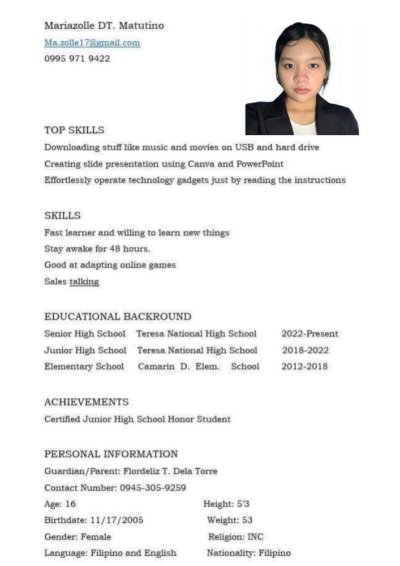 Mariazolle DT. Matutino
Ma.zolle17@gmail.com
0995 971 9422
TOP SKILLS
Downloading stuff like music and movies on USB and hard drive
Creating slide presentation using Canva and PowerPoint
Effortlessly operate technology gadgets just by reading the instructions
SKILLS
Fast learner and willing to learn new things
Stay awake for 48 hours.
Good at adapting online games
Sales talking
EDUCATIONAL BACKROUND
Senior High School Teresa National High School 2022-Present
Junior High School Teresa National High School 2018-2022
Elementary School Camarin D. Elem. School 2012-2018
ACHIEVEMENTS
Certified Junior High School Honor Student
PERSONAL INFORMATION
Guardian/Parent: Flordeliz T. Dela Torre
Contact Number: 0945-305-9259
Age: 16 Height: 5'3
Birthdate: 11/17/2005 Weight: 53
Gender: Female Religion: INC
Language: Filipino and English Nationality: Filipino